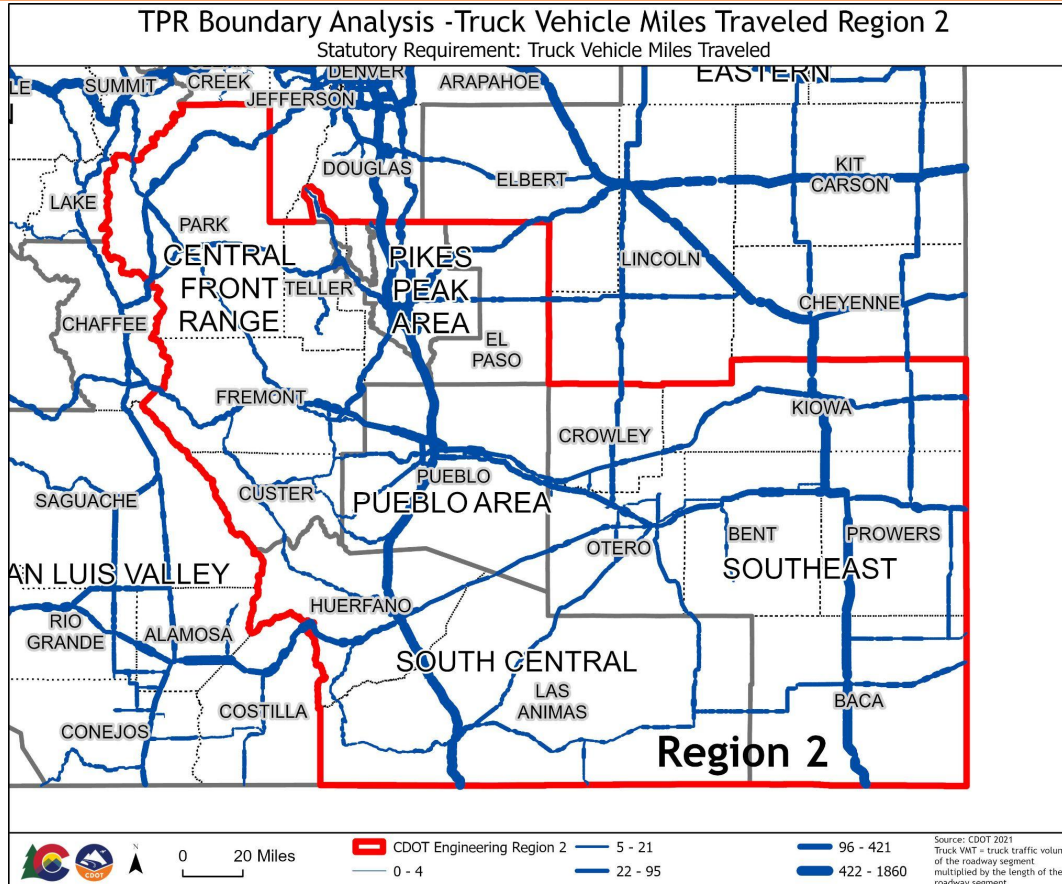 TPR Boundary Analysis -Truck Vehicle Miles Traveled Region 2
Statutory Requirement: Truck Vehicle Miles Traveled
LE
SUMMIT
CREEK
DENVER
ARAPAHOE
EASTERN
JEFFERSON
DOUGLAS
ELBERT
KIT
CARSON
LAKE
PARK
CENTRAL
FRONT
RANGE
TELLER
PIKES
PEAK
AREA
LINCOLN
CHEYENNE
CHAFFEE
EL
PASO
FREMONT
KIOWA
CROWLEY
PUEBLO
SAGUACHE
CUSTER
PUEBLO AREA
OTERO
BENT
PROWERS
SOUTHEAST
AN LUIS VALLEY
HUERFANO
RIO
GRANDE
ALAMOSA
SOUTH CENTRAL
LAS
ANIMAS
COSTILLA
CONEJOS
BACA
Region 2
CDOT
N
0 20 Miles
CDOT Engineering Region 2
0 - 4
5 - 21
22 - 95
96 - 421
422 - 1860
Source: CDOT 2021
Truck VMT = truck traffic volum
of the roadway segment
multiplied by the length of the
roadway segment